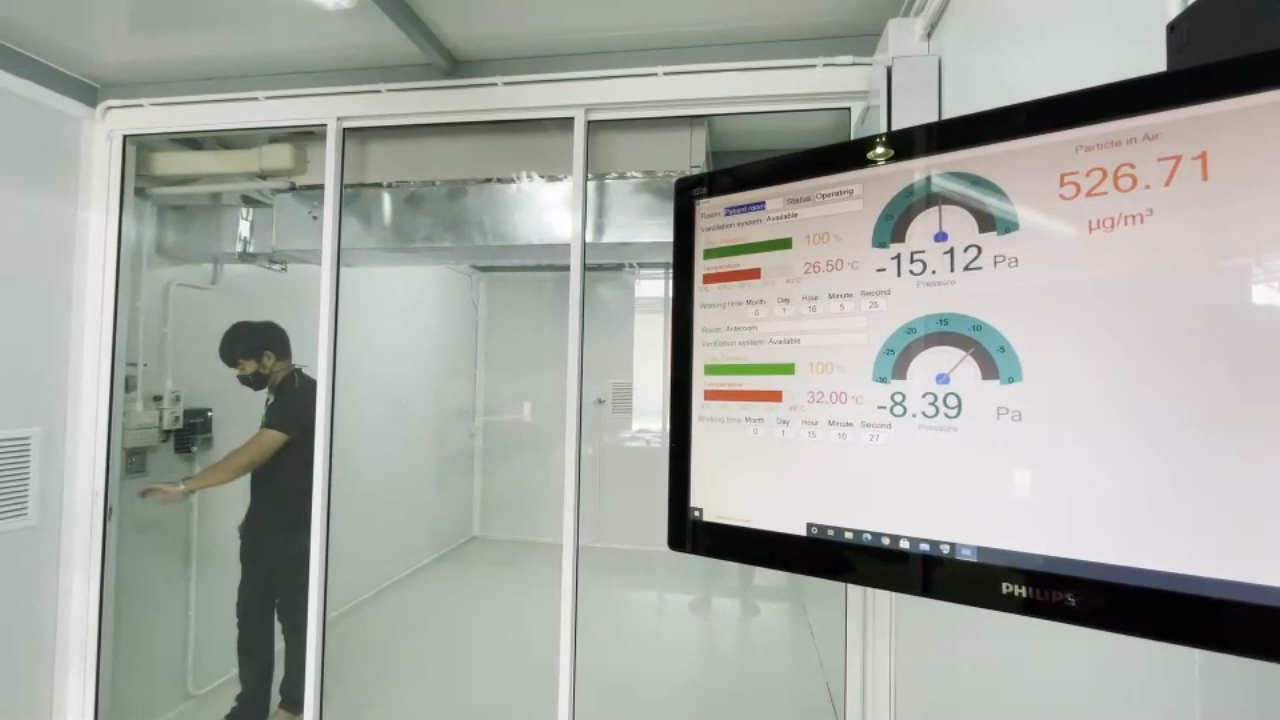 Room: Patient room Status Operating
Ventilation system: Available
100 %
Temperature 26.50 °C
Working time: Month Day Hour Minute Second
0 1 16 5 25
Room: Anteroom
Ventilation system: Available
100 %
Temperature 32.00 °C
Working time: Month Day Hour Minute Second
0 1 15 10 27
-15.12 Pa
Pressure
-30 -25 -20 -15 -10 -5 0
-8.39 Pa
Pressure
Particle in Air
526.71
µg/m³
PHILIPS